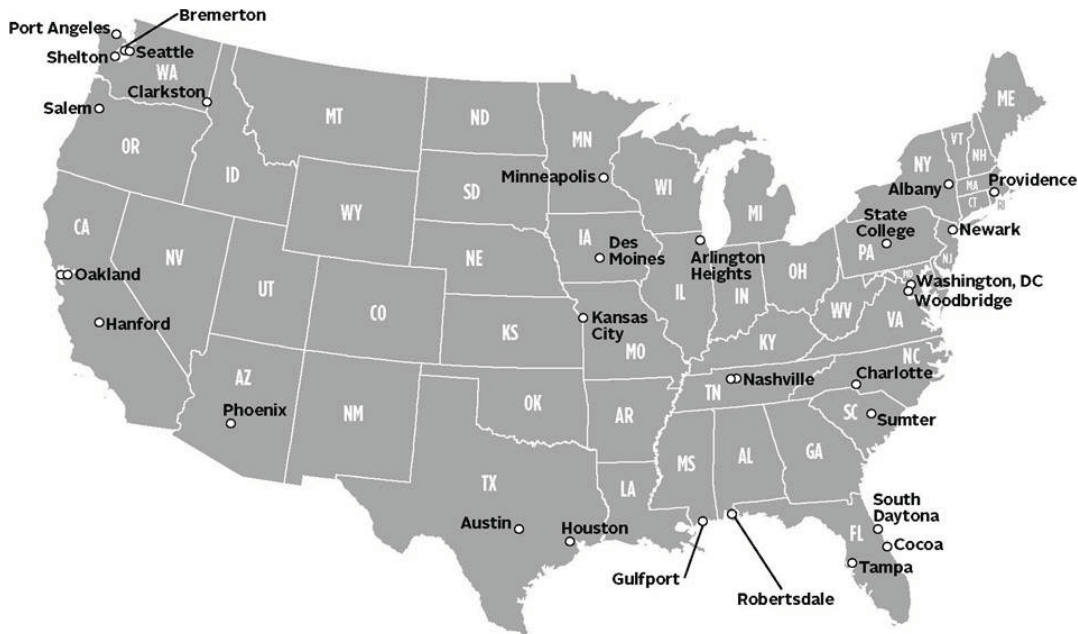 Bremerton
Port Angeles
Shelton
Seattle
WA
Clarkston
Salem
OR
ID
MT
ND
MN
Minneapolis
SD
WI
MI
WY
ME
VT
NH
NY
MA
Albany
Providence
CT
RI
State
College
Newark
PA
NJ
CA
NV
UT
NE
IA
Des
Moines
Arlington
Heights
IL
IN
OH
MD
Washington, DC
Woodbridge
WV
VA
Oakland
Hanford
CO
KS
Kansas
City
MO
KY
NC
Charlotte
AZ
Phoenix
NM
OK
AR
TN
Nashville
SC
Sumter
MS
AL
GA
TX
LA
Austin
Houston
Gulfport
Robertsdale
South
Daytona
FL
Cocoa
Tampa